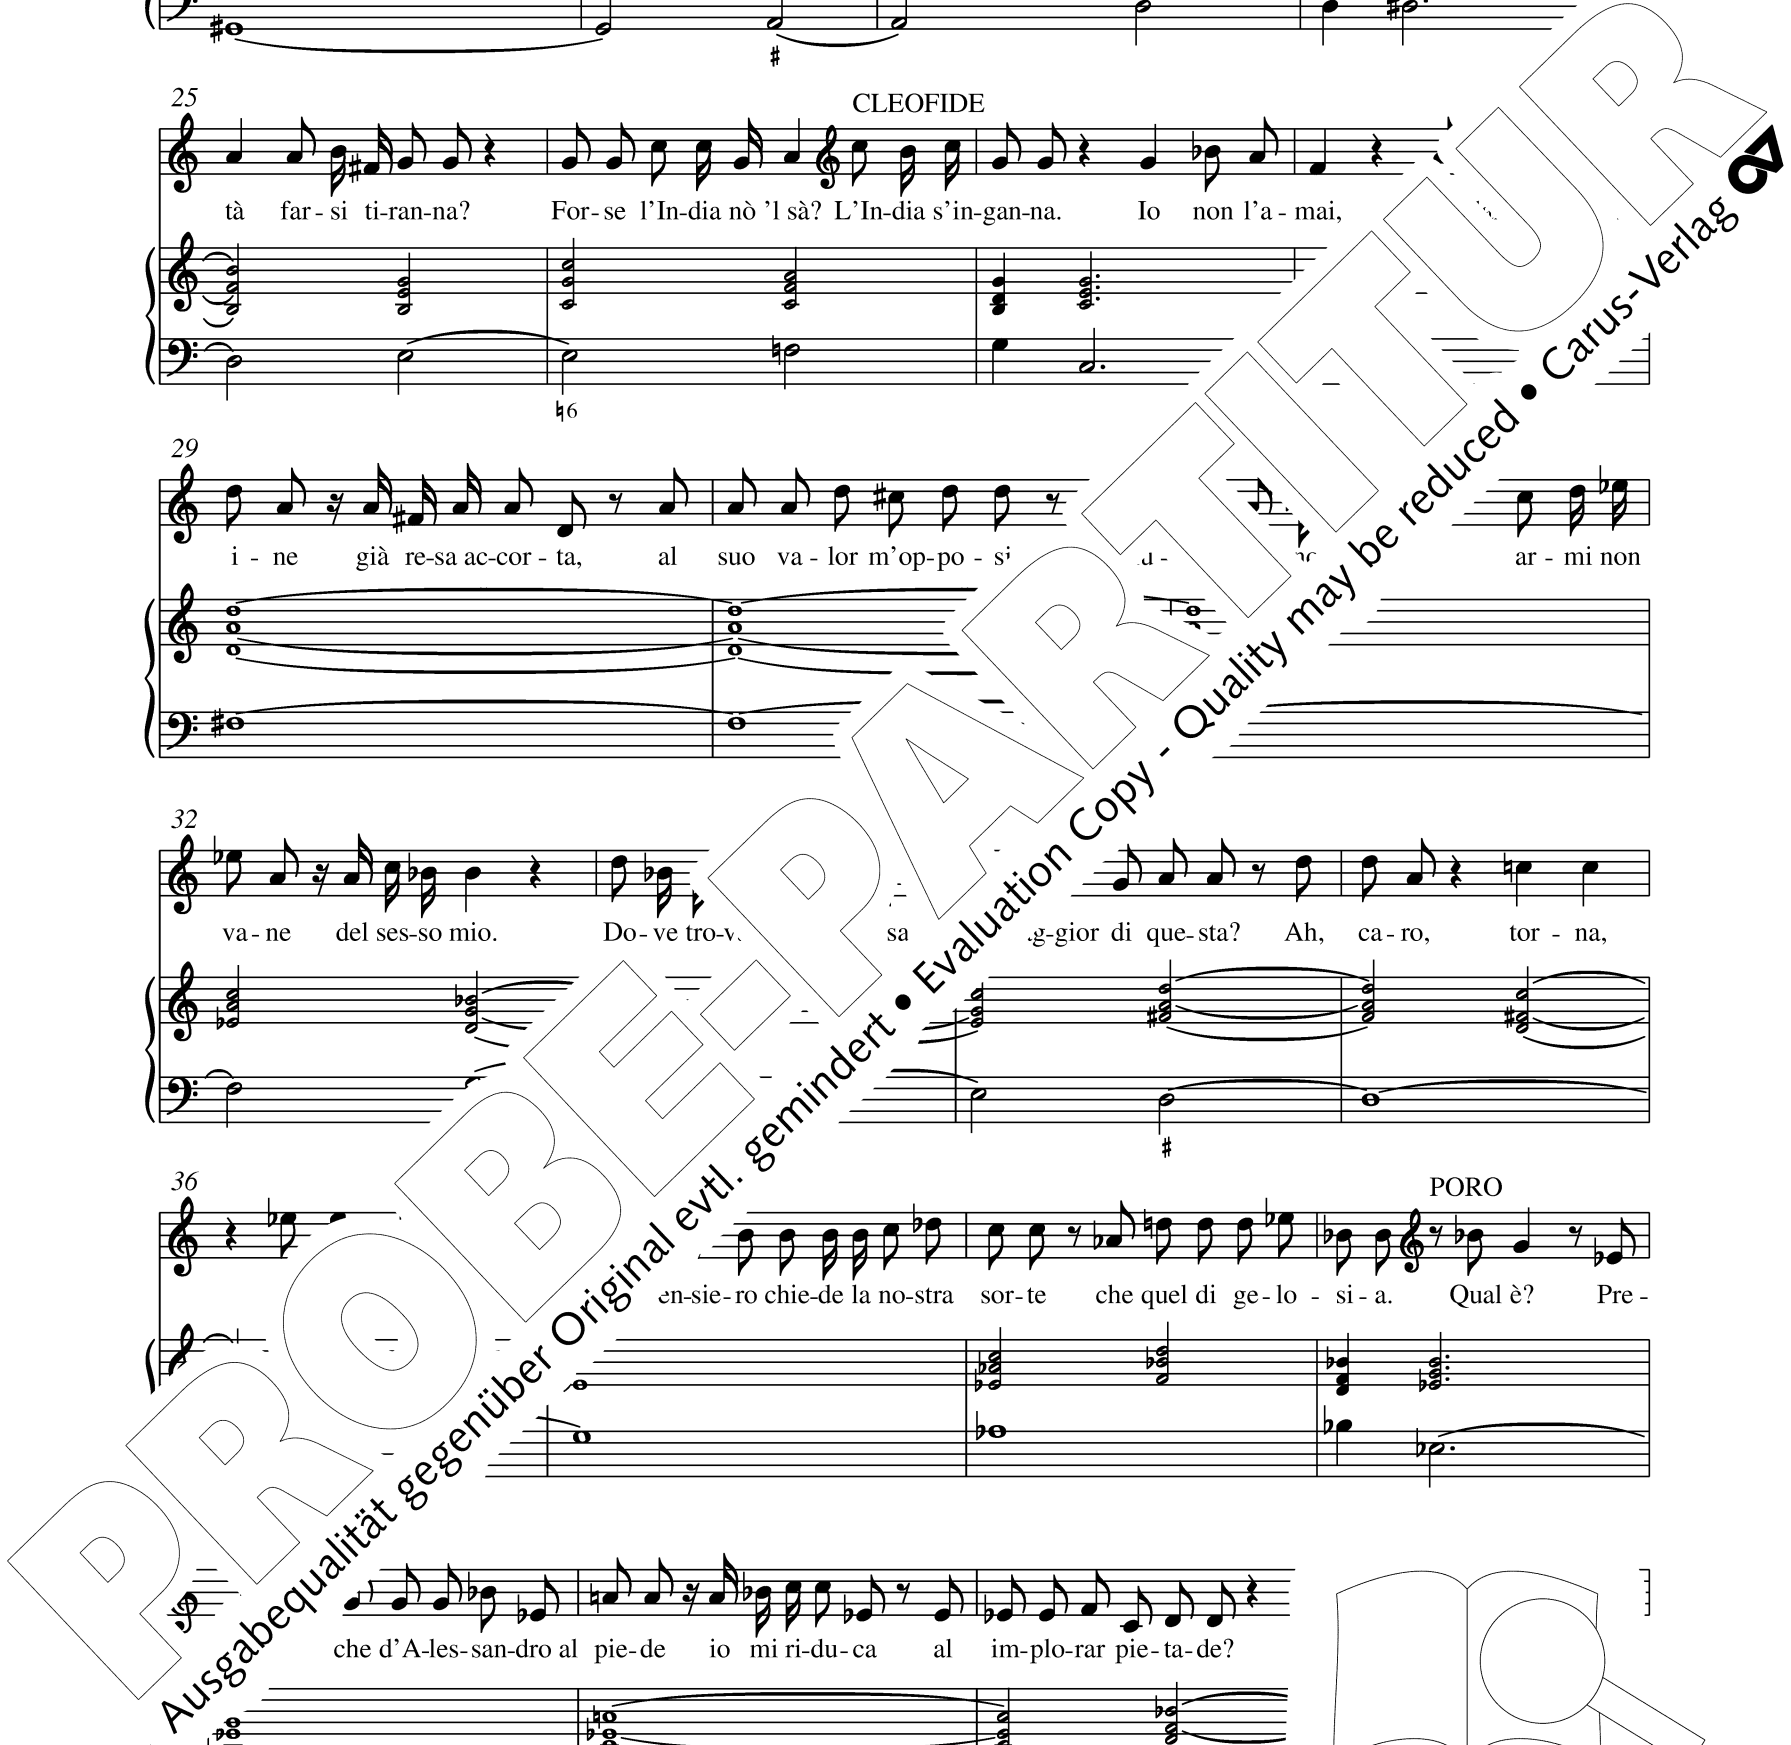 25
CLEOFIDE
tà far - si ti-ran-na? For-se l’In-dia nò ’l sà? L’In-dia s’in-gan-na. Io non l’a - mai,
6
29
i - ne già re-sa ac-cor - ta, al suo va - lor m’op-po - si ar - mi non
32
va - ne del ses-so mio. Do - ve tro-v sa g-gior di que-sta? Ah, ca - ro, tor - na,
36
PORO
en-sie-ro chie-de la no-stra sor-te che quel di ge-lo - si - a. Qual è? Pre -
che d’A-les-san-dro al pie-de io mi ri-du-ca al im-plo-rar pie-ta-de?
PROBEPARTITUR
Ausgabequalität gegenüber Original evtl. gemindert • Evaluation Copy - Quality may be reduced • Carus-Verlag